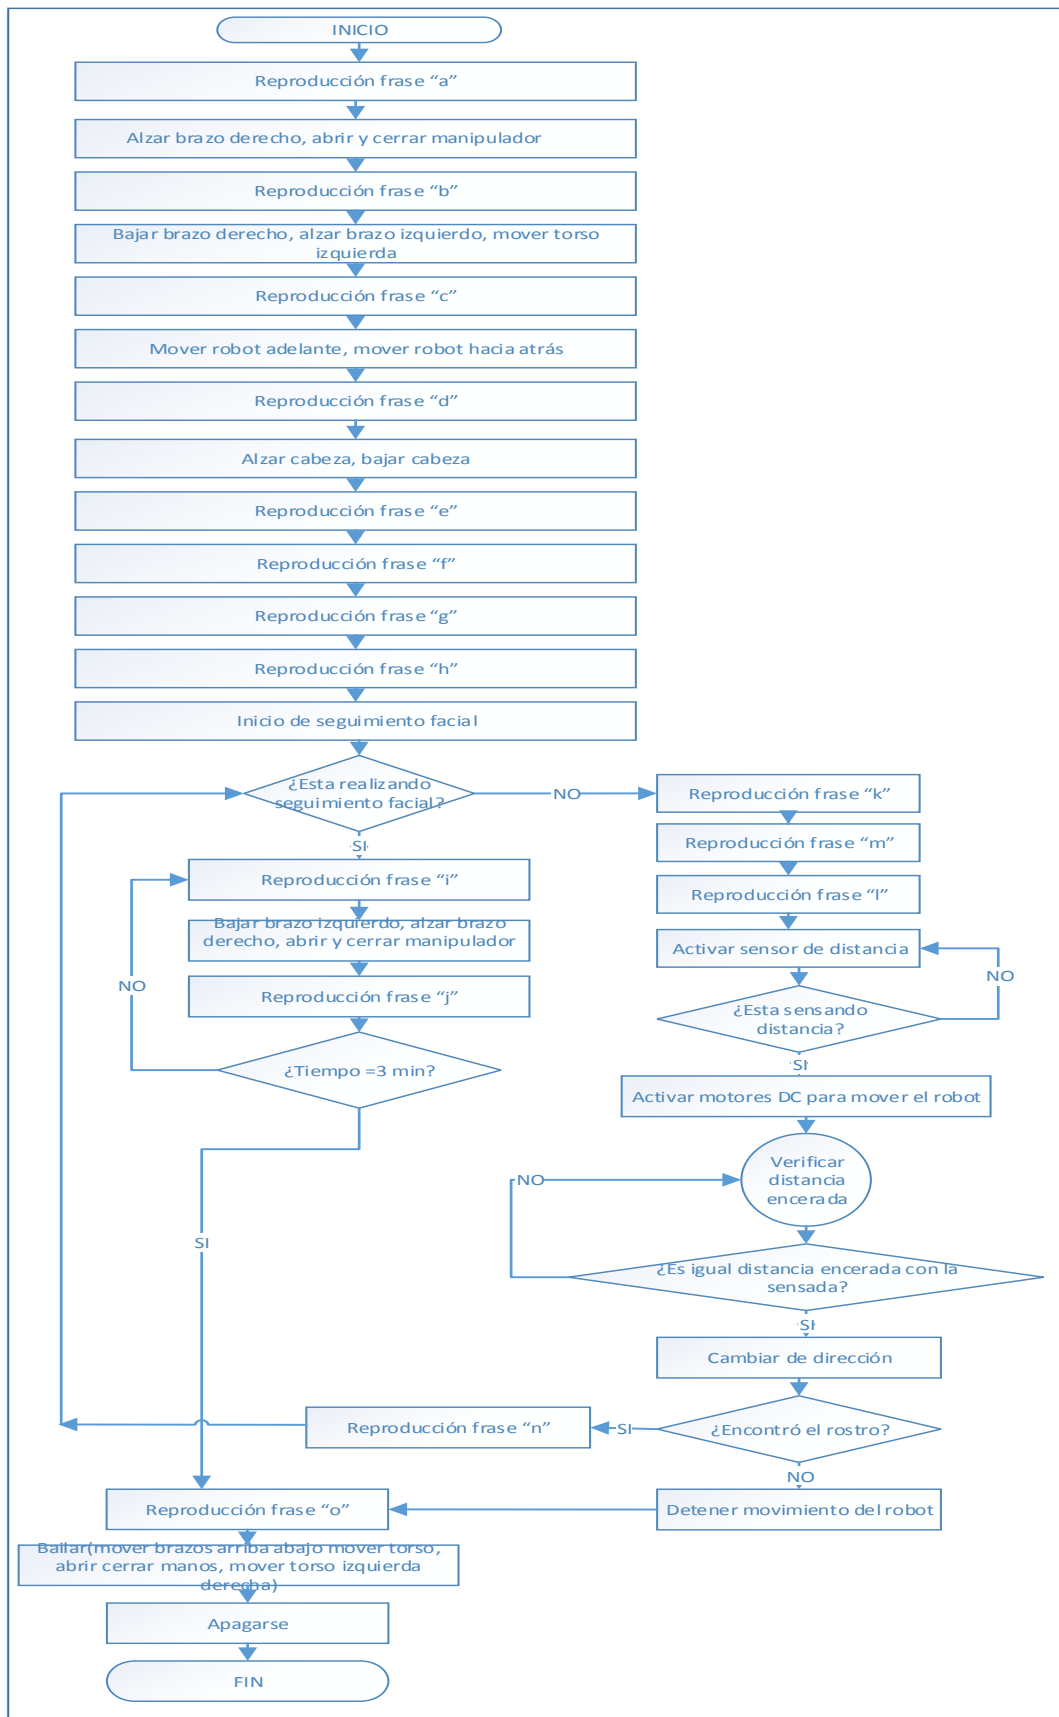 INICIO
Reproducción frase “a”
Alzar brazo derecho, abrir y cerrar manipulador
Reproducción frase “b”
Bajar brazo derecho, alzar brazo izquierdo, mover torso
izquierda
Reproducción frase “c”
Mover robot adelante, mover robot hacia atrás
Reproducción frase “d”
Alzar cabeza, bajar cabeza
Reproducción frase “e”
Reproducción frase “f”
Reproducción frase “g”
Reproducción frase “h”
Inicio de seguimiento facial
¿Esta realizando
seguimiento facial?
SI
Reproducción frase “i”
Bajar brazo izquierdo, alzar brazo
derecho, abrir y cerrar manipulador
Reproducción frase “j”
¿Tiempo =3 min?
NO
SI
NO
Reproducción frase “k”
Reproducción frase “m”
Reproducción frase “l”
Activar sensor de distancia
NO
¿Esta sensando
distancia?
SI
Activar motores DC para mover el robot
Verificar
distancia
encerada
NO
¿Es igual distancia encerada con la
sensada?
SI
Cambiar de dirección
¿Encontró el rostro?
SI
Reproducción frase “n”
NO
Detener movimiento del robot
Reproducción frase “o”
Bailar(mover brazos arriba abajo mover torso,
abrir cerrar manos, mover torso izquierda
derecha)
Apagarse
FIN